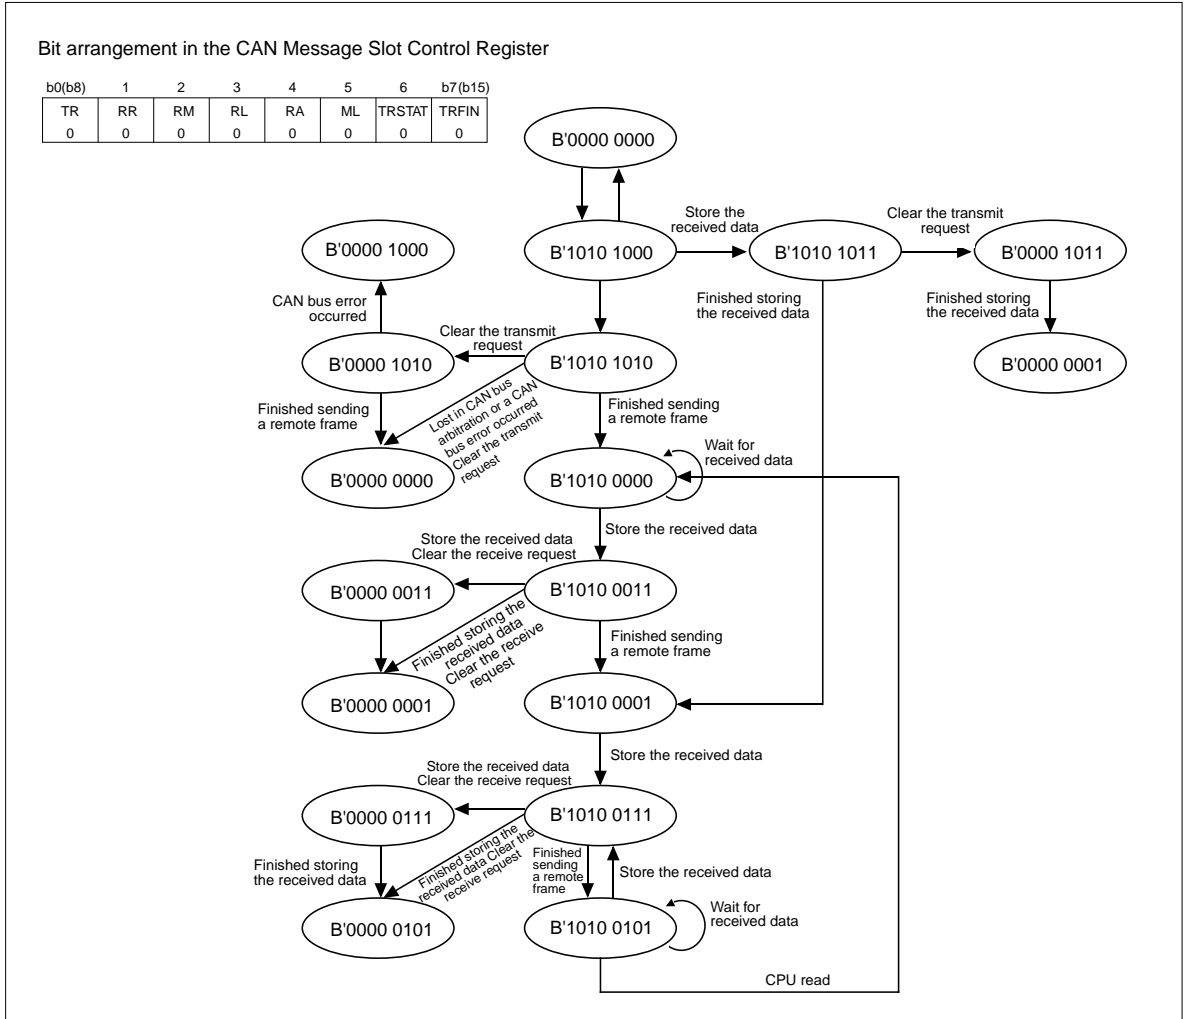 Bit arrangement in the CAN Message Slot Control Register
b0(b8) 1 2 3 4 5 6 b7(b15)
TR RR RM RL RA ML TRSTAT TRFIN
0 0 0 0 0 0 0 0
B'0000 0000
Store the
received data
Clear the transmit
request
B'0000 1000
B'1010 1000
B'1010 1011
B'0000 1011
CAN bus error
occurred
Finished storing
the received data
Finished storing
the received data
Clear the transmit
request
B'0000 1010
B'1010 1010
B'0000 0001
Finished sending
a remote frame
Lost in CAN bus
arbitration or a CAN
bus error occurred
Clear the transmit
request
Finished sending
a remote frame
Wait for
received data
B'0000 0000
B'1010 0000
Store the received data
Store the received data
Clear the receive request
B'0000 0011
B'1010 0011
Finished storing the
received data
Clear the receive
request
Finished sending
a remote frame
B'0000 0001
B'1010 0001
Store the received data
Store the received data
Clear the receive request
B'0000 0111
B'1010 0111
Finished storing
the received data
Finished storing the
received data Clear the
receive request
Finished
sending
a remote
frame
Store the received data
Wait for
received data
B'0000 0101
B'1010 0101
CPU read